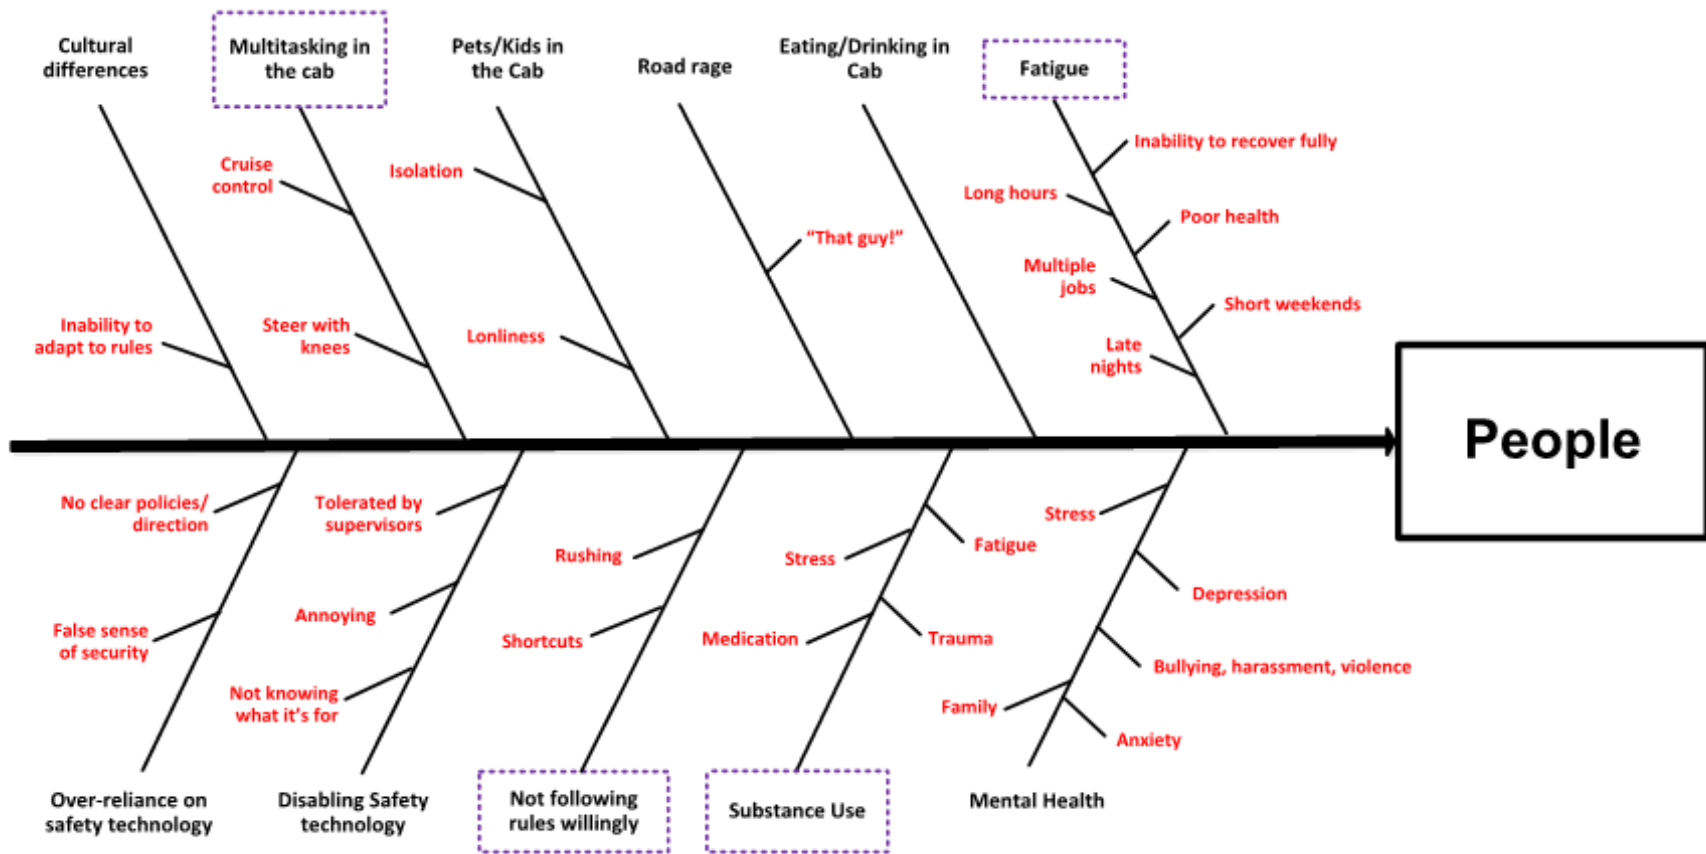 Cultural
differences
Multitasking in
the cab
Pets/Kids in
the Cab
Road rage
Eating/Drinking in
Cab
Fatigue
Cruise
control
Isolation
Inability to recover fully
Long hours
Poor health
"That guy!"
Multiple
jobs
Short weekends
Inability to
adapt to rules
Steer with
knees
Lonliness
Late
nights
People
No clear policies/
direction
Tolerated by
supervisors
Rushing
Stress
Fatigue
Stress
False sense
of security
Annoying
Shortcuts
Medication
Trauma
Depression
Not knowing
what it's for
Bullying, harassment, violence
Family
Anxiety
Over-reliance on
safety technology
Disabling Safety
technology
Not following
rules willingly
Substance Use
Mental Health